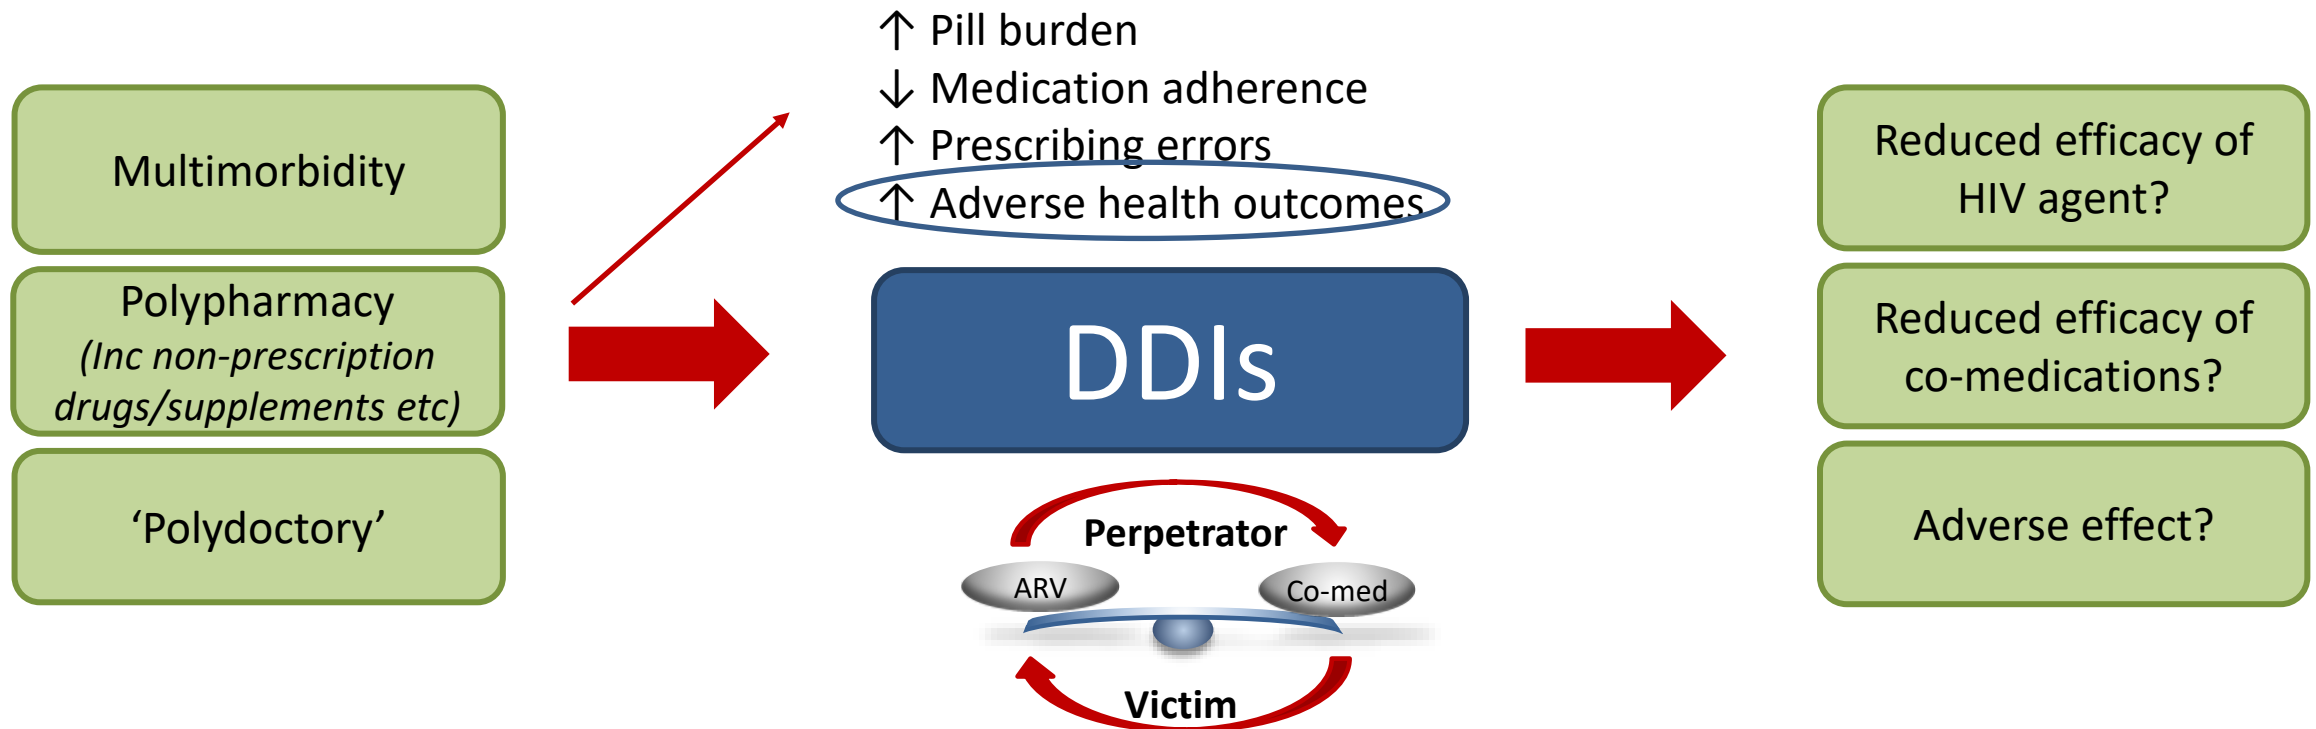 Multimorbidity
Polypharmacy
(Inc non-prescription
drugs/supplements etc)
‘Polydoctory’
↑ Pill burden
↓ Medication adherence
↑ Prescribing errors
↑ Adverse health outcomes
DDIs
Perpetrator
ARV
Co-med
Victim
Reduced efficacy of
HIV agent?
Reduced efficacy of
co-medications?
Adverse effect?